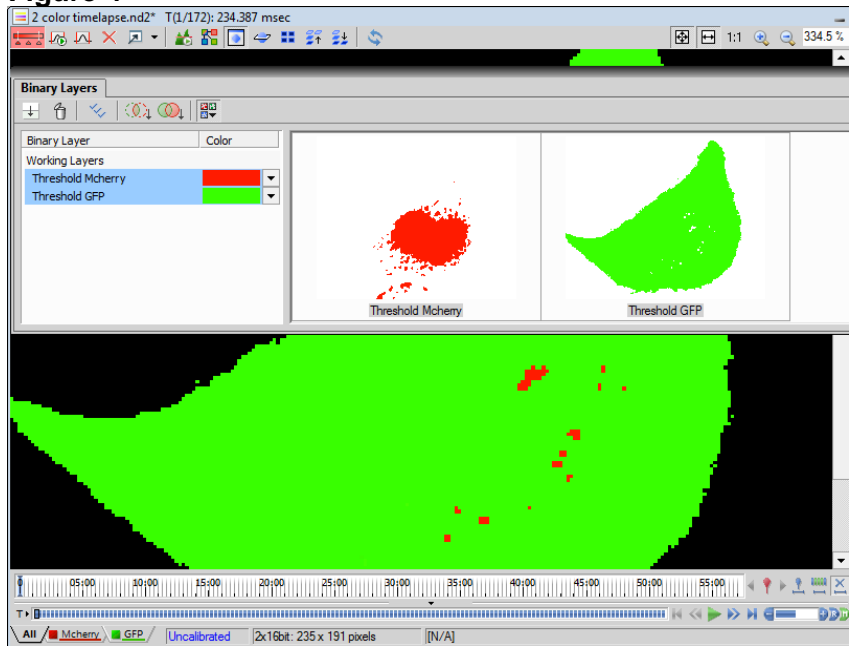 Figure 4
2 color timelapse.nd2* T(1/172): 234.387 msec
1:1 334.5 %
Binary Layers
Binary Layer Color
Working Layers
Threshold Mcherry
Threshold GFP
Threshold Mcherry Threshold GFP
05:00 10:00 15:00 20:00 25:00 30:00 35:00 40:00 45:00 50:00 55:00
T
All Mcherry GFP Uncalibrated 2x16bit: 235 x 191 pixels [N/A]